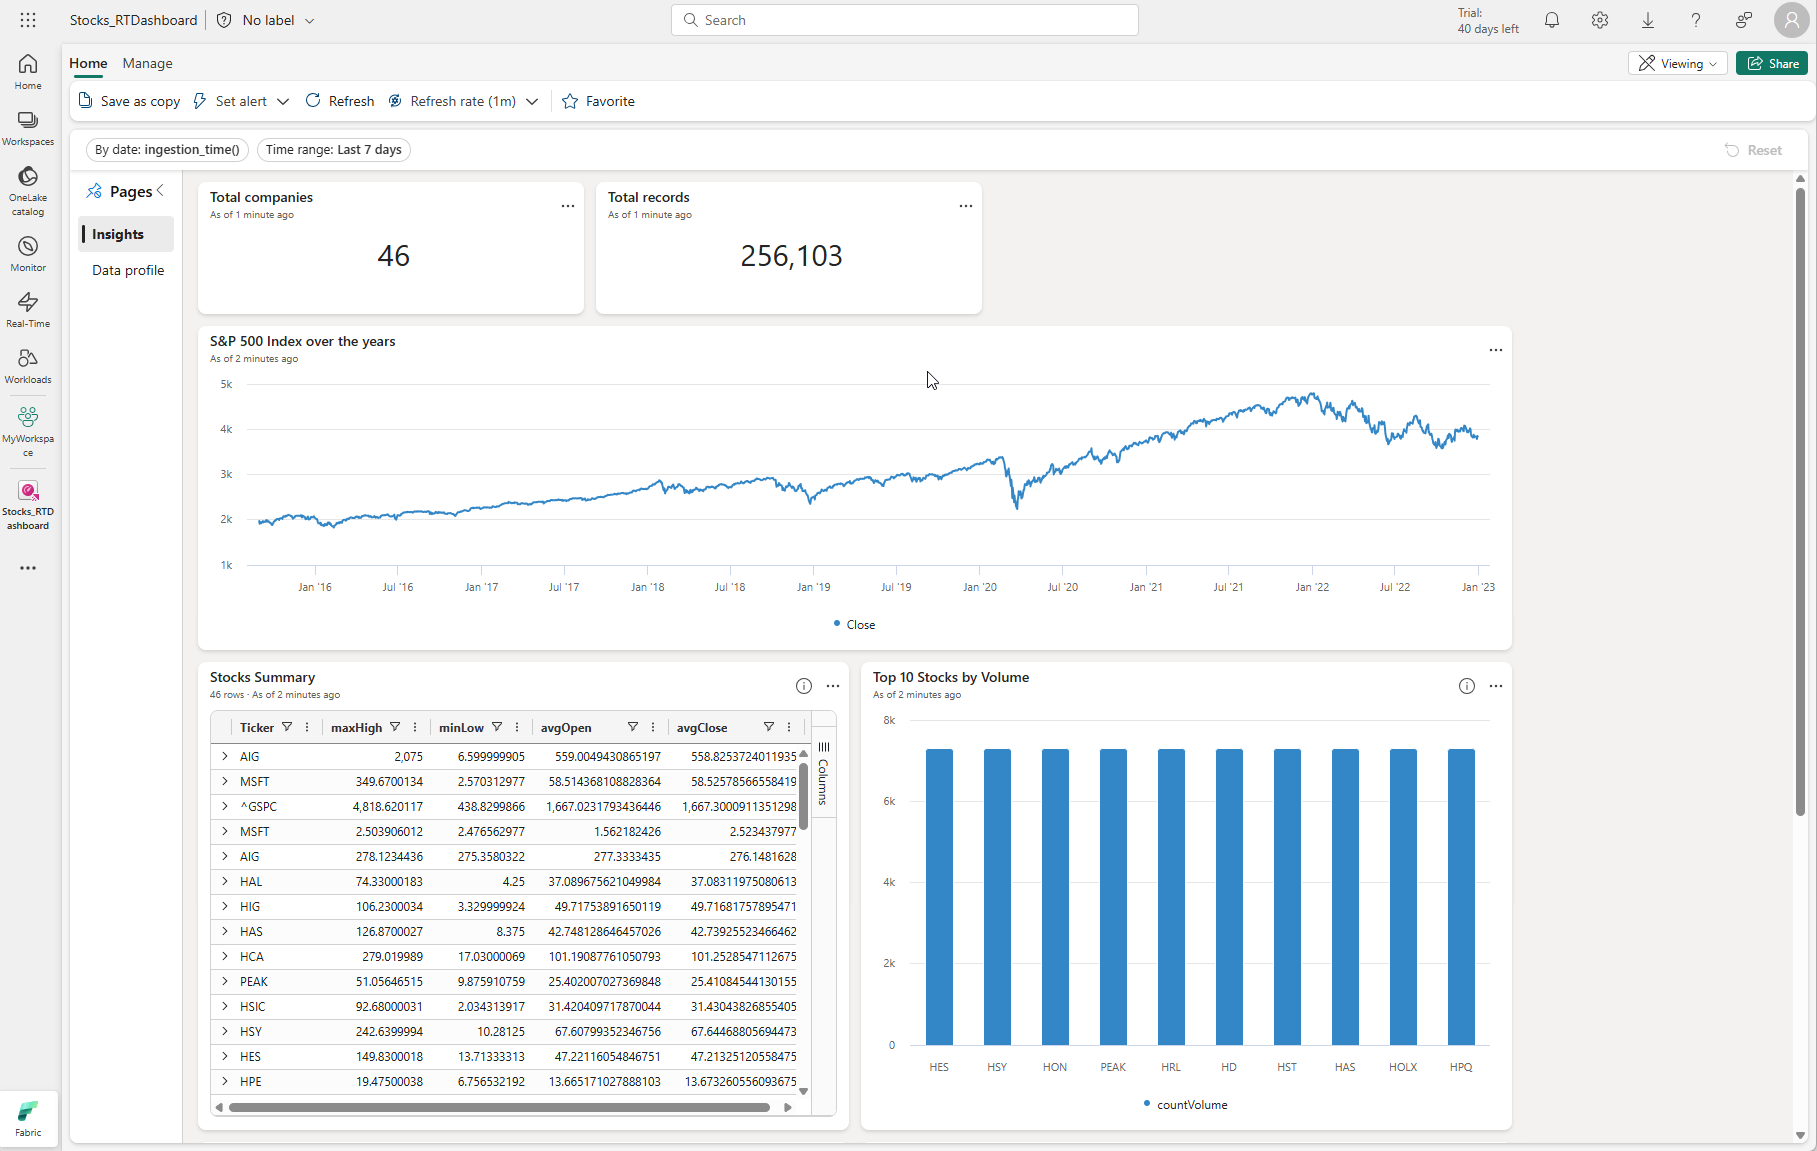 Stocks_RTDashboard
No label
Search
Trial:
40 days left
Home
Manage
Viewing
Share
Save as copy
Set alert
Refresh
Refresh rate (1m)
Favorite
Home
Workspaces
OneLake
catalog
Monitor
Real-Time
Workloads
MyWorkspa
ce
Stocks_RTD
ashboard
Fabric
By date: ingestion_time()
Time range: Last 7 days
Reset
Pages
Insights
Data profile
Total companies
As of 1 minute ago
46
Total records
As of 1 minute ago
256,103
S&P 500 Index over the years
As of 2 minutes ago
5k
4k
3k
2k
1k
Jan '16 Jul '16 Jan '17 Jul '17 Jan '18 Jul '18 Jan '19 Jul '19 Jan '20 Jul '20 Jan '21 Jul '21 Jan '22 Jul '22 Jan '23
Close
Stocks Summary
46 rows · As of 2 minutes ago
Ticker maxHigh minLow avgOpen avgClose
AIG 2,075 6.599999905 559.0049430865197 558.8253724011935
MSFT 349.6700134 2.570312977 58.514368108828364 58.52578566558419
^GSPC 4,818.620117 438.8299866 1,667.0231793436446 1,667.3000911351298
MSFT 2.503906012 2.476562977 1.562182426 2.523437977
AIG 278.1234436 275.3580322 277.3333435 276.1481628
HAL 74.33000183 4.25 37.089675621049984 37.08311975080613
HIG 106.2300034 3.329999924 49.71753891650119 49.71681757895471
HAS 126.8700027 8.375 42.748128646457026 42.73925523466462
HCA 279.019989 17.03000069 101.19087761050793 101.2528547112675
PEAK 51.05646515 9.875910759 25.402007027369848 25.41084544130155
HSIC 92.68000031 2.034313917 31.420409717870044 31.43043826855405
HSY 242.6399994 10.28125 67.60799352346756 67.64468805694473
HES 149.8300018 13.71333313 47.22116054846751 47.21325120558475
HPE 19.47500038 6.756532192 13.665171027888103 13.673260556093675
Columns
Top 10 Stocks by Volume
As of 2 minutes ago
8k
6k
4k
2k
0
HES HSY HON PEAK HRL HD HST HAS HOLX HPQ
countVolume